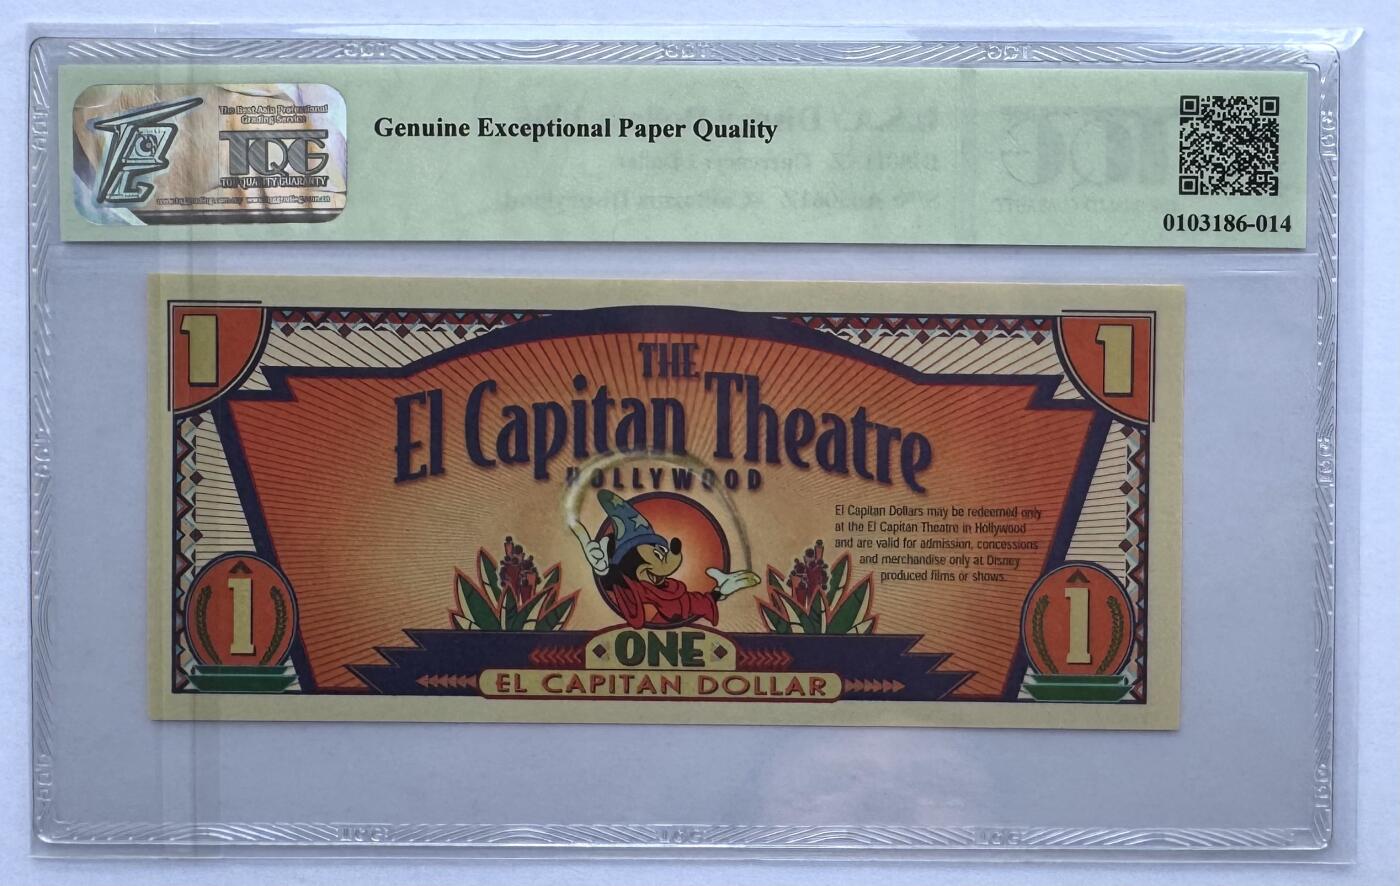 The Best Asia Professional
Grading Service
TQG
TOP QUALITY GUARANTY
Genuine Exceptional Paper Quality
0103186-014
1
1
THE
El Capitan Theatre
HOLLYWOOD
El Capitan Dollars may be redeemed only
at the El Capitan Theatre in Hollywood
and are valid for admission, concessions
and merchandise only at Disney
produced films or shows.
1
1
ONE
EL CAPITAN DOLLAR